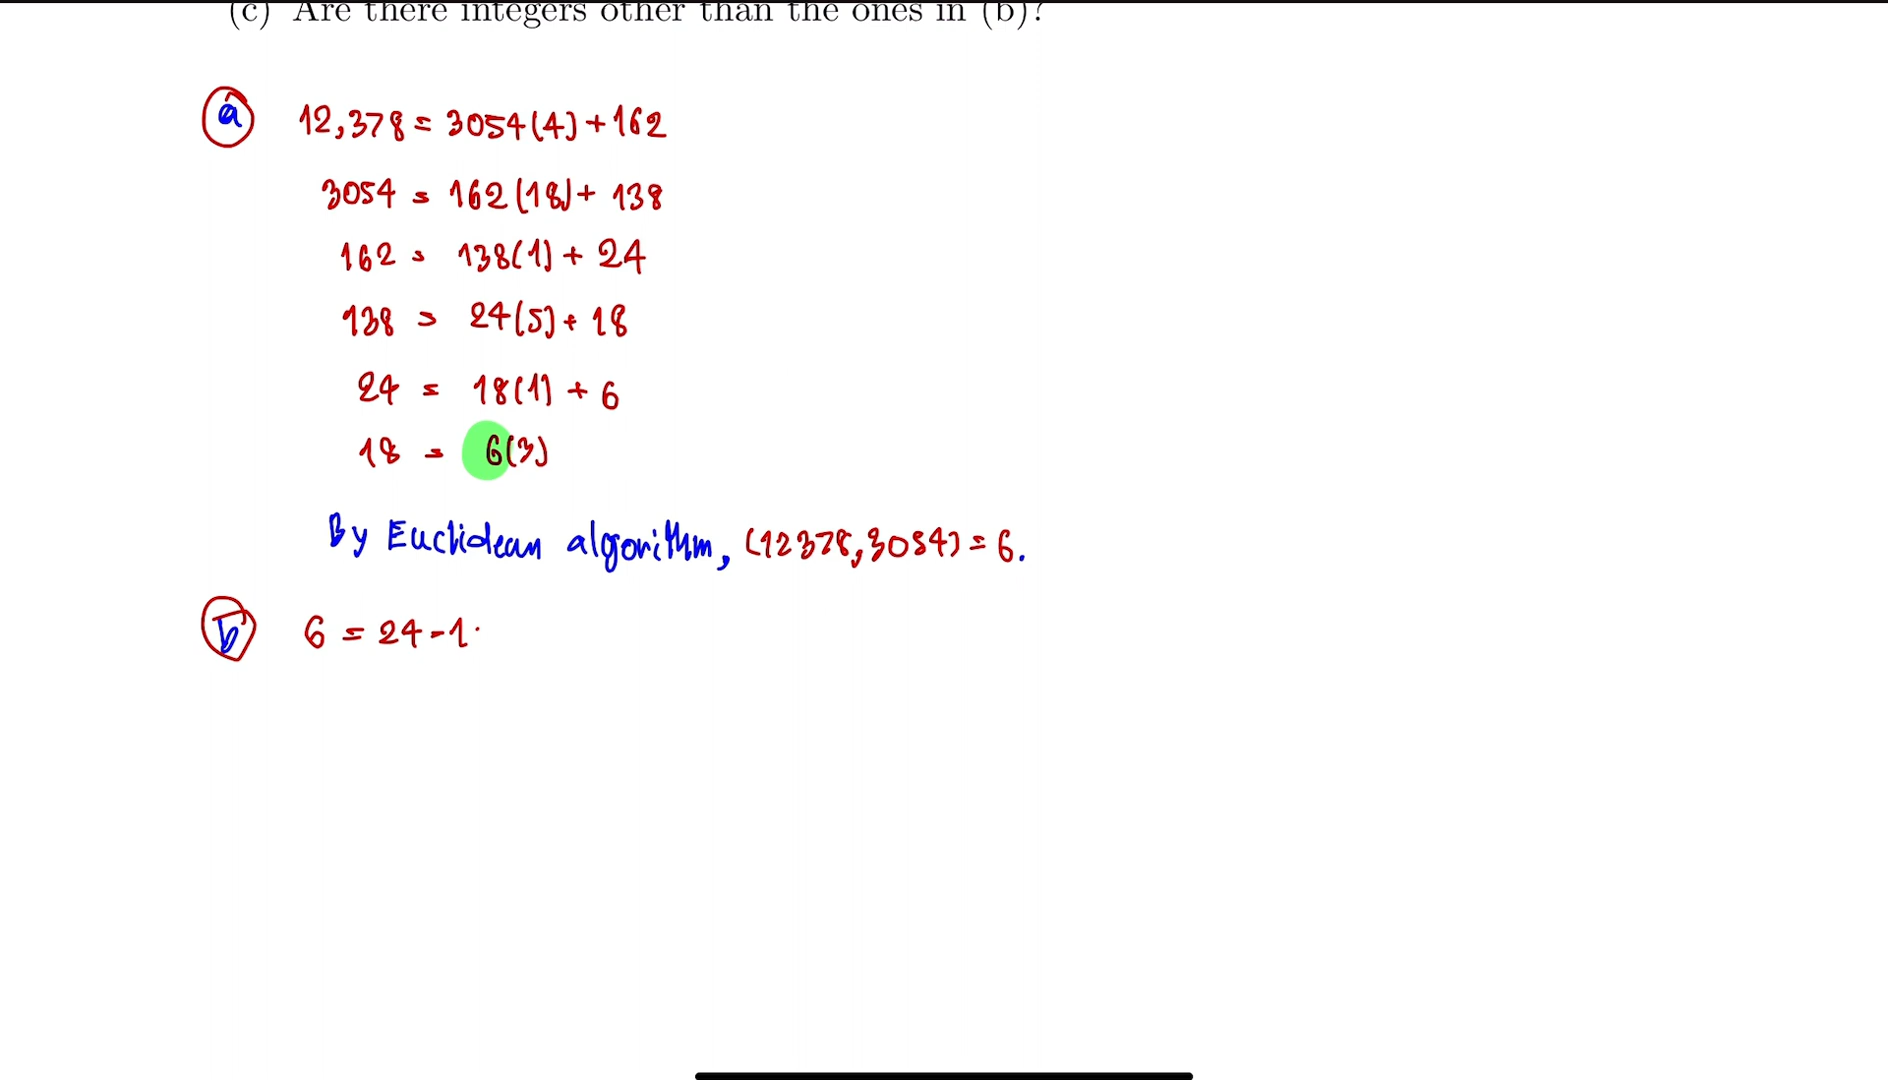 (c) Are there integers other than the ones in (b)?
a 12,378 = 3054(4) + 162
3054 = 162(18) + 138
162 = 138(1) + 24
138 = 24(5) + 18
24 = 18(1) + 6
18 = 6(3)
By Euclidean algorithm, (12378,3054) = 6.
b 6 = 24 - 1